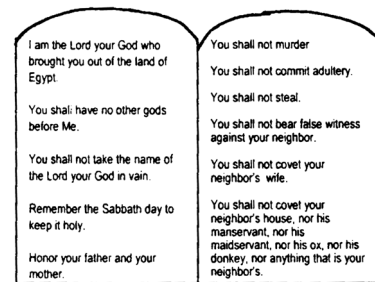 I am the Lord your God who
brought you out of the land of
Egypt.
You shall have no other gods
before Me.
You shall not take the name of
the Lord your God in vain.
Remember the Sabbath day to
keep it holy.
Honor your father and your
mother.
You shall not murder
You shall not commit adultery.
You shall not steal.
You shall not bear false witness
against your neighbor.
You shall not covet your
neighbor's wife.
You shall not covet your
neighbor's house, nor his
manservant, nor his
maidservant, nor his ox, nor his
donkey, nor anything that is your
neighbor's.